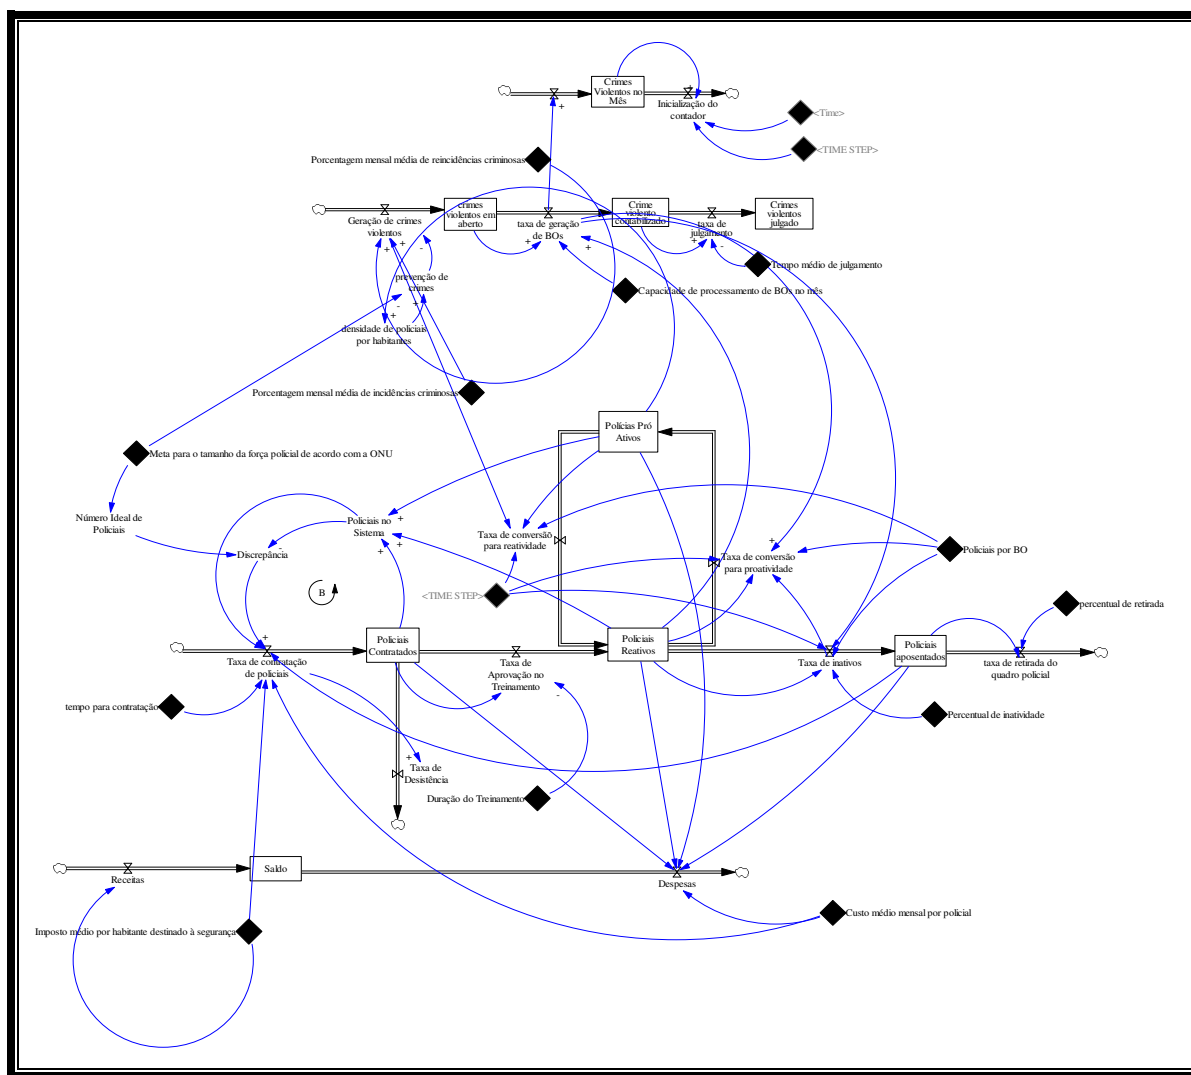 Crimes
Violentos no
Mês
Inicialização do
contador
<Time>
<TIME STEP>
Porcentagem mensal média de reincidências criminosas
+
Geração de crimes
violentos
crimes
violentos em
aberto
taxa de geração
de BOs
Crime
violento
contabilizado
taxa de
julgamento
Crimes
violentos
julgado
Tempo médio de julgamento
Capacidade de processamento de BOs no mês
prevenção de
crimes
densidade de policiais
por habitantes
Porcentagem mensal média de incidências criminosas
Meta para o tamanho da força policial de acordo com a ONU
Polícias Pró
Ativos
Número Ideal de
Policiais
Policiais no
Sistema
Discrepância
Taxa de conversão
para reatividade
Taxa de conversão
para proatividade
Policiais por BO
<TIME STEP>
B
percentual de retirada
Policiais
Contratados
Policiais
Reativos
Policiais
aposentados
Taxa de contratação
de policiais
Taxa de
Aprovação no
Treinamento
Taxa de inativos
taxa de retirada do
quadro policial
tempo para contratação
Percentual de inatividade
Taxa de
Desistência
Duração do Treinamento
Saldo
Receitas
Despesas
Custo médio mensal por policial
Imposto médio por habitante destinado à segurança